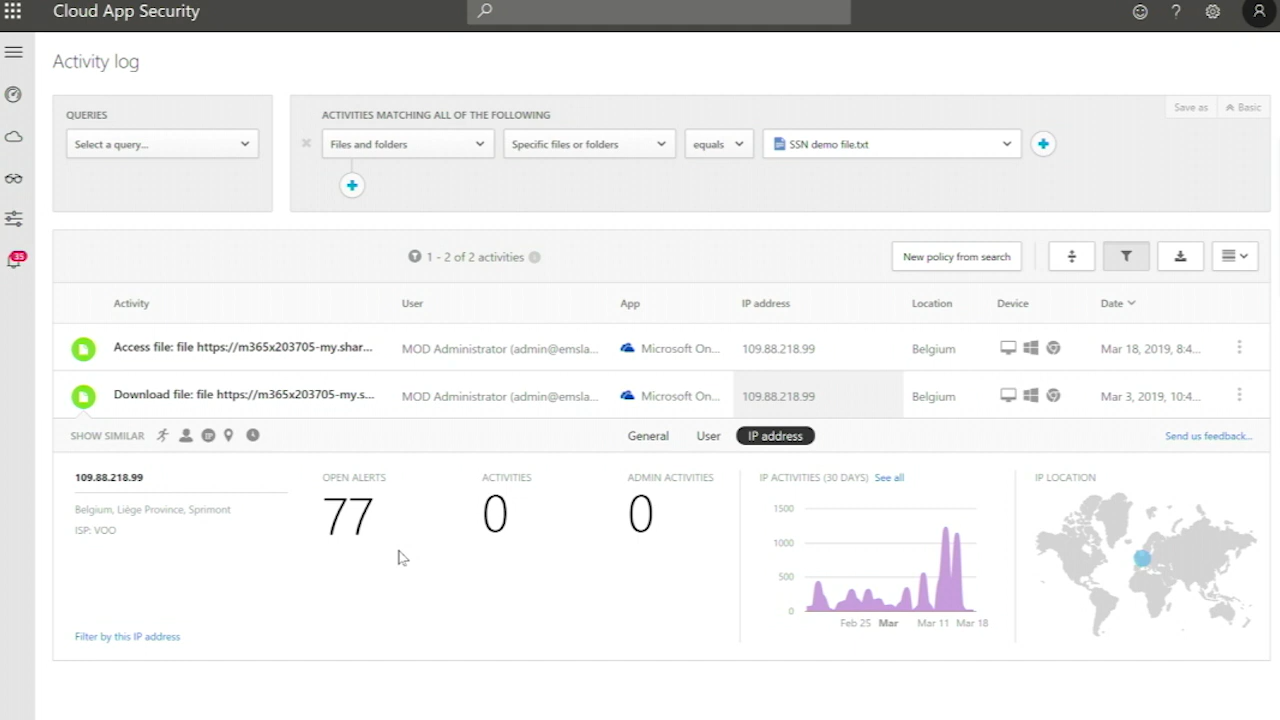 Cloud App Security
Activity log
QUERIES
Select a query...
ACTIVITIES MATCHING ALL OF THE FOLLOWING
Save as
Basic
Files and folders
Specific files or folders
equals
SSN demo file.txt
35
1 - 2 of 2 activities
New policy from search
Activity User App IP address Location Device Date
Access file: file https://m365x203705-my.shar... MOD Administrator (admin@emsla... Microsoft On... 109.88.218.99 Belgium Mar 18, 2019, 8:4...
Download file: file https://m365x203705-my.s... MOD Administrator (admin@emsla... Microsoft On... 109.88.218.99 Belgium Mar 3, 2019, 10:4...
SHOW SIMILAR General User IP address Send us feedback...
109.88.218.99
Belgium, Liège Province, Sprimont
ISP: VOO
Filter by this IP address
OPEN ALERTS
77
ACTIVITIES
0
ADMIN ACTIVITIES
0
IP ACTIVITIES (30 DAYS) See all
1500
1000
500
0
Feb 25 Mar Mar 11 Mar 18
IP LOCATION